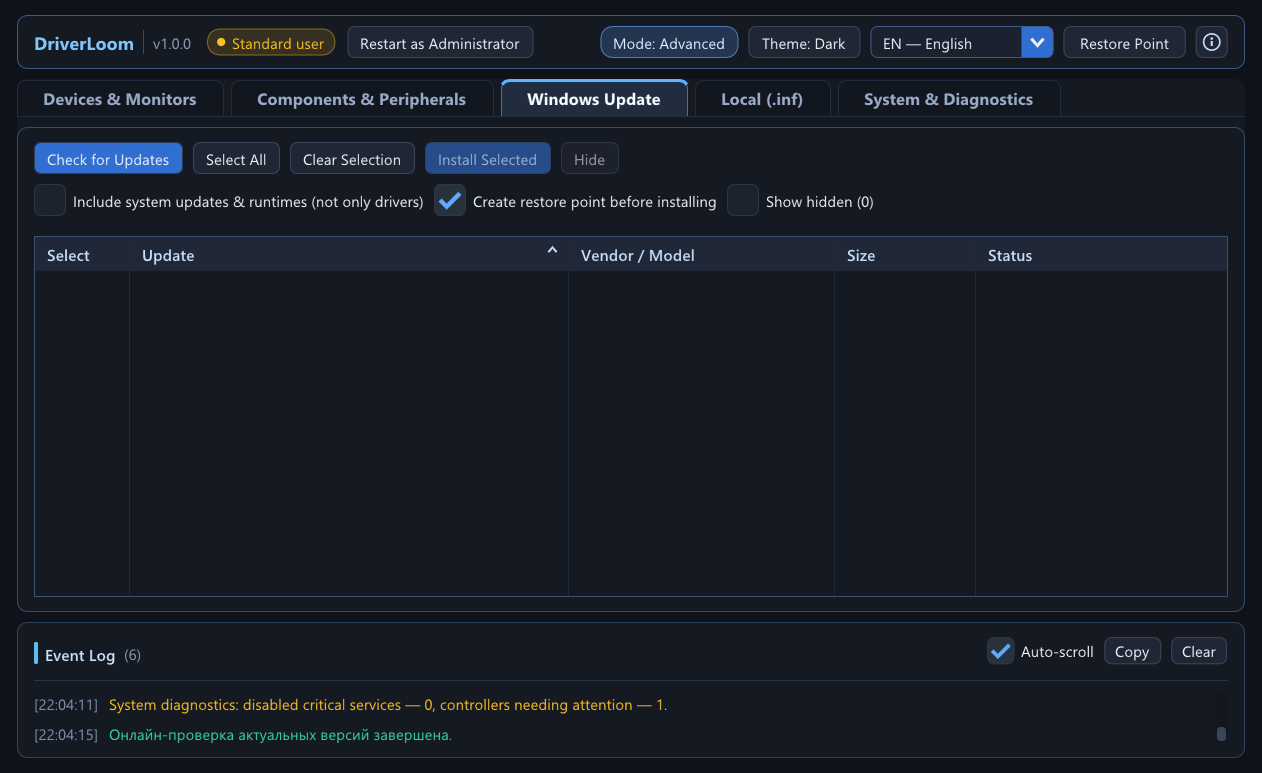 DriverLoom v1.0.0 Standard user Restart as Administrator Mode: Advanced Theme: Dark EN — English Restore Point
Devices & Monitors Components & Peripherals Windows Update Local (.inf) System & Diagnostics
Check for Updates Select All Clear Selection Install Selected Hide
Include system updates & runtimes (not only drivers) Create restore point before installing Show hidden (0)
Select Update Vendor / Model Size Status
Event Log (6) Auto-scroll Copy Clear
[22:04:11] System diagnostics: disabled critical services — 0, controllers needing attention — 1.
[22:04:15] Онлайн-проверка актуальных версий завершена.